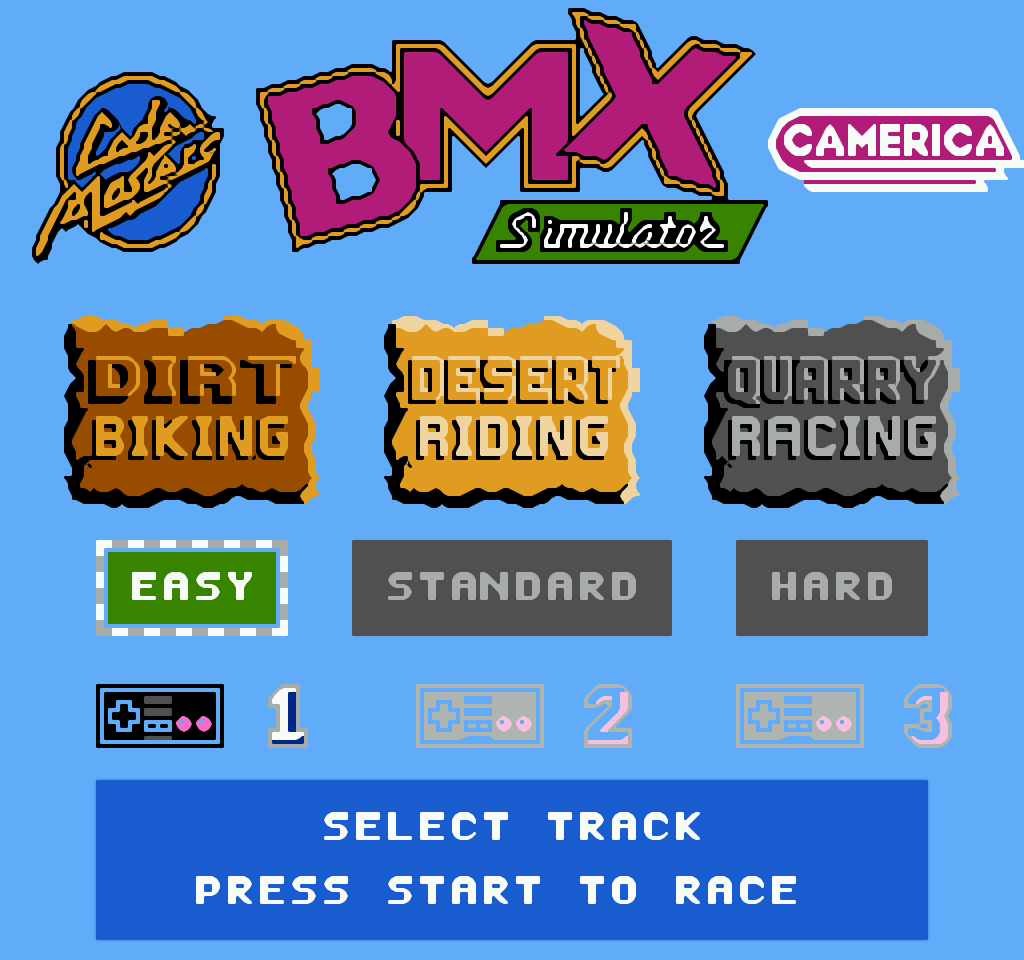 Code
Masters
BMX
Simulator
CAMERICA
DIRT
BIKING
DESERT
RIDING
QUARRY
RACING
EASY
STANDARD
HARD
1
2
3
SELECT TRACK
PRESS START TO RACE